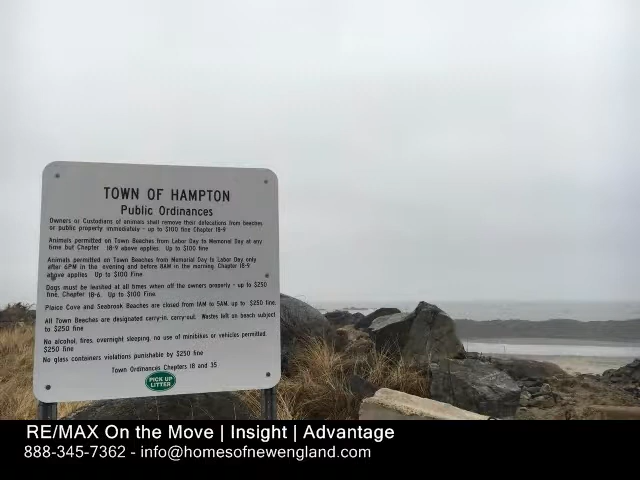 TOWN OF HAMPTON
Public Ordinances
Owners or Custodians of animals shall remove their defecations from beaches
or public property immediately - up to $100 fine Chapter 18-9
Animals permitted on Town Beaches from Labor Day to Memorial Day at any
time but Chapter 18-9 above applies. Up to $100 fine
Animals permitted on Town Beaches from Memorial Day to Labor Day only
after 6PM in the evening and before 8AM in the morning. Chapter 18-9
above applies Up to $100 Fine
Dogs must be leashed at all times when off the owners property - up to $250
fine, Chapter 18-6. Up to $100 Fine.
Plaice Cove and Seabrook Beaches are closed from 1AM to 5AM, up to $250 fine.
All Town Beaches are designated carry-in, carry-out. Wastes left on beach subject
to $250 fine
No alcohol, fires, overnight sleeping, no use of minibikes or vehicles permitted.
$250 fine
No glass containers violations punishable by $250 fine
Town Ordinances Chapters 18 and 35
PICK UP
LITTER
RE/MAX On the Move | Insight | Advantage
888-345-7362 - info@homesofnewengland.com